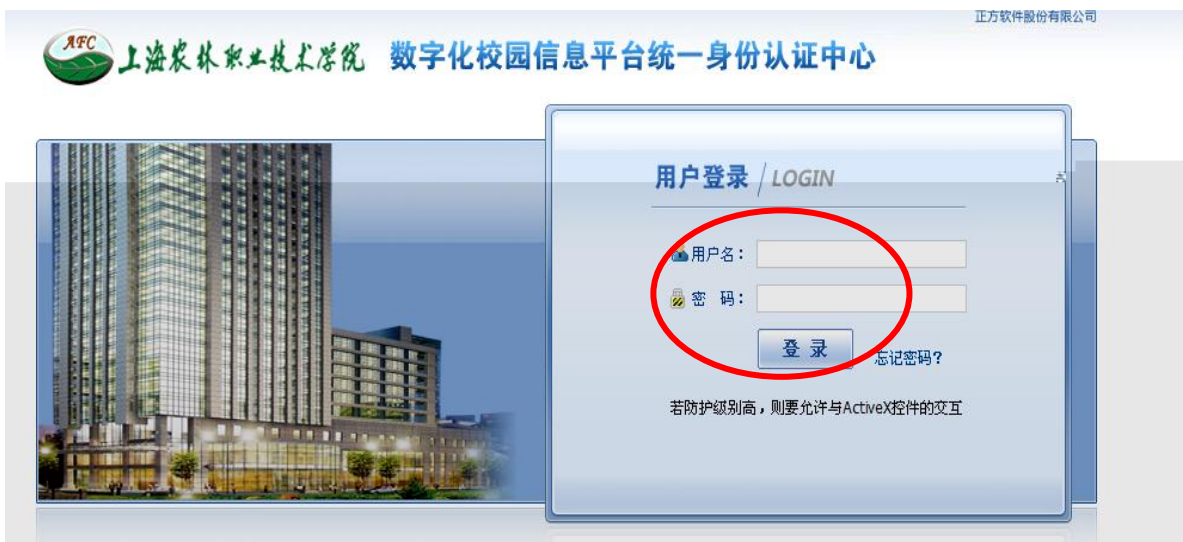 正方软件股份有限公司
AFC
上海农林职业技术学院 数字化校园信息平台统一身份认证中心
用户登录 / LOGIN
用户名：
密 码：
登 录
忘记密码?
若防护级别高，则要允许与ActiveX控件的交互